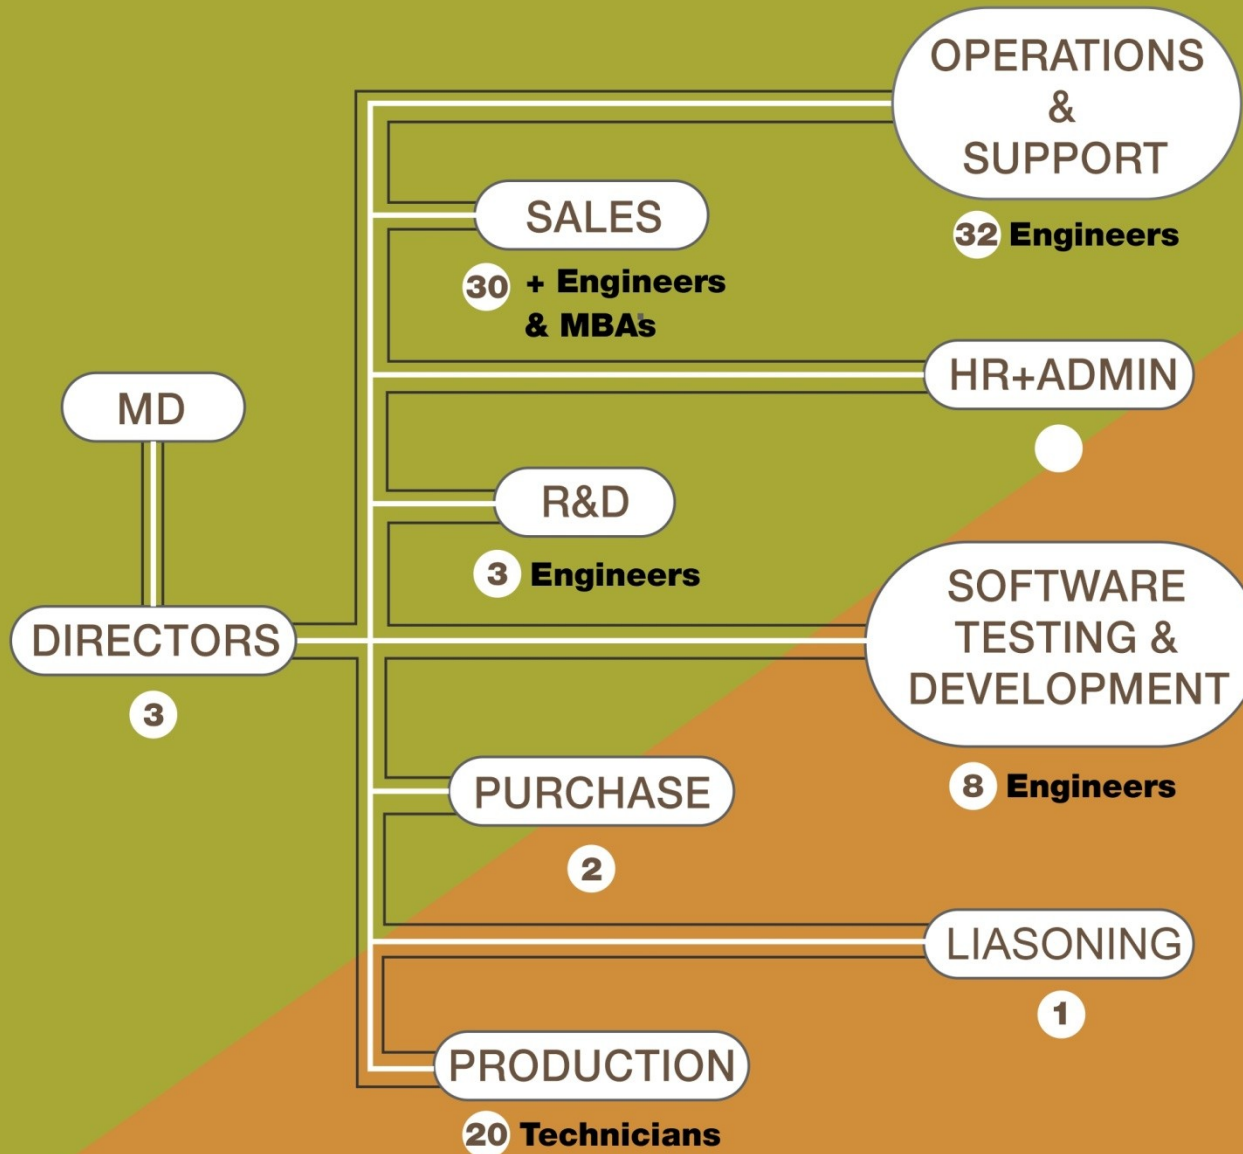 OPERATIONS
&
SUPPORT
32 Engineers
SALES
30 + Engineers
& MBA's
HR+ADMIN
MD
R&D
3 Engineers
SOFTWARE
TESTING &
DEVELOPMENT
8 Engineers
DIRECTORS
3
PURCHASE
2
LIASONING
1
PRODUCTION
20 Technicians